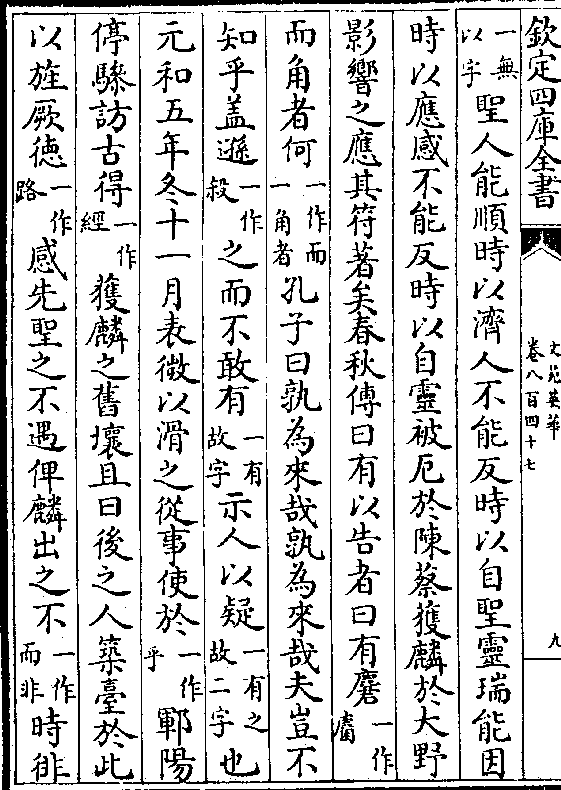 欽定四庫全書
文苑英華
卷八百四十七
九
一無以字聖人能順時以濟人不能反時以自聖靈瑞能因
時以應感不能反時以自靈被厄於陳蔡獲麟於大野
影響之應其符著矣春秋傳曰有以告者曰有麏一作麕
而角者何一作而一角者孔子曰孰為來哉孰為來哉夫豈不
知乎盖遜一作殺之而不敢有一有故字示人以疑一有之故二字也
元和五年冬十一月表微以滑之從事使於一作乎鄆陽
停驂訪古得一作經獲麟之舊壤且曰後之人築臺於此
以旌厥徳一作路感先聖之不遇俾麟出之不一作而非時徘